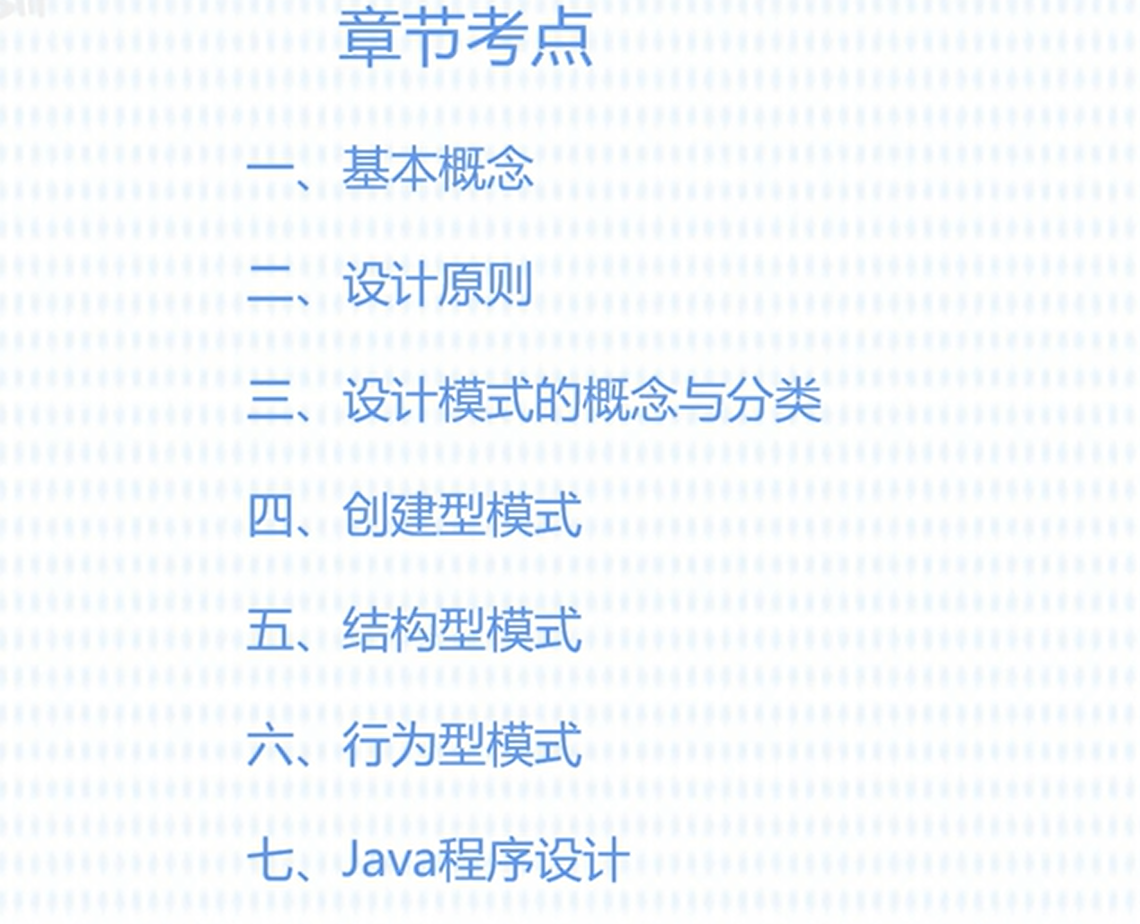 章节考点
一、基本概念
二、设计原则
三、设计模式的概念与分类
四、创建型模式
五、结构型模式
六、行为型模式
七、Java程序设计